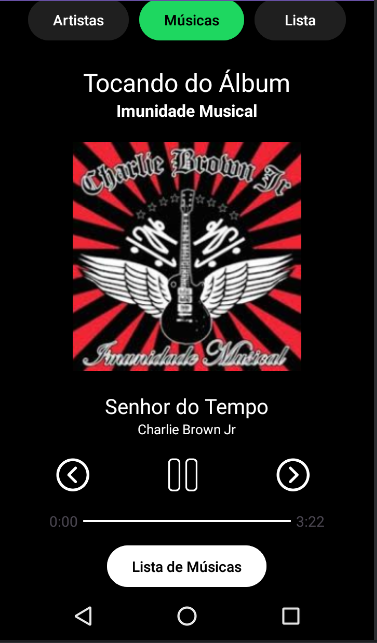 Artistas Músicas Lista
Tocando do Álbum
Imunidade Musical
Charlie Brown Jr
Imunidade Musical
Senhor do Tempo
Charlie Brown Jr
0:00 3:22
Lista de Músicas